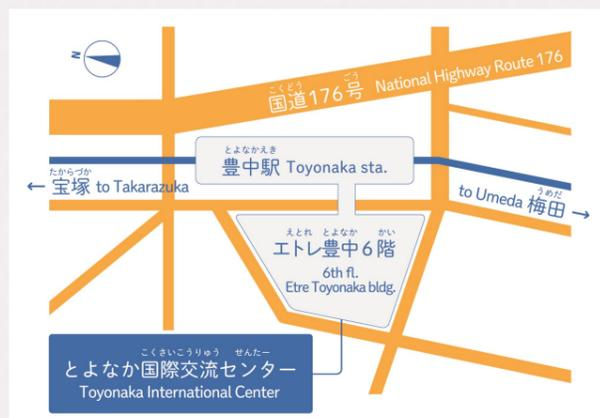 N
こくどう ごう
国道176号 National Highway Route 176
とよなかえき
豊中駅 Toyonaka sta.
たからづか
← 宝塚 to Takarazuka
うめだ
to Umeda 梅田 →
えとれ とよなか かい
エトレ豊中6階
6th fl.
Etre Toyonaka bldg.
こくさいこうりゅう せんたー
とよなか国際交流センター
Toyonaka International Center